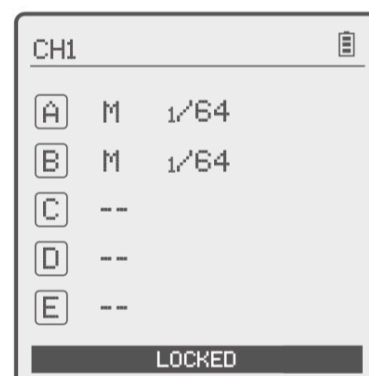 CH1
A M 1/64
B M 1/64
C --
D --
E --
LOCKED